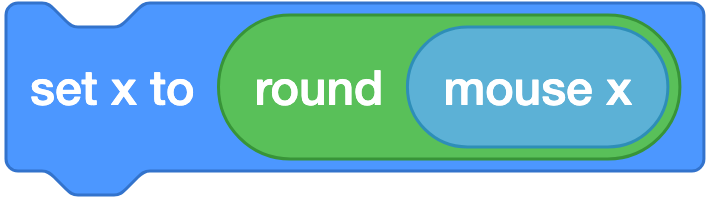 set x to round mouse x